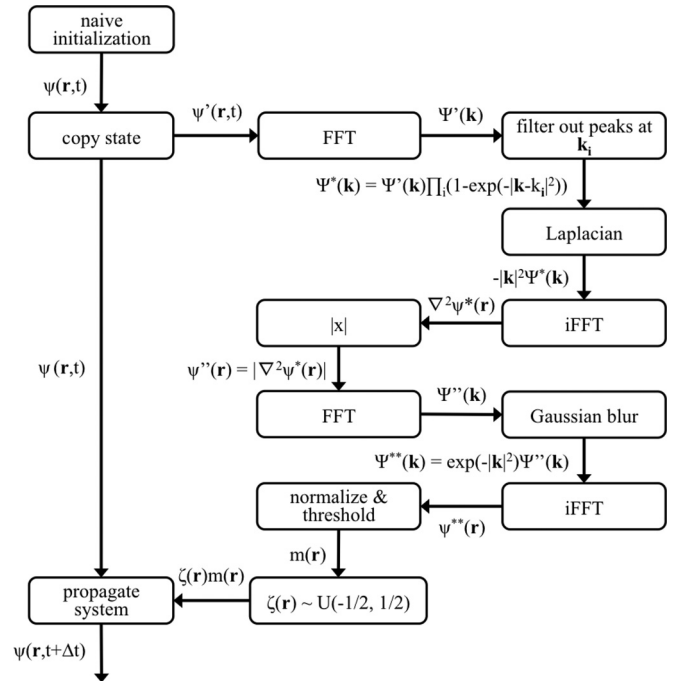 naive
initialization
ψ(r,t)
copy state
ψ’(r,t)
FFT
Ψ’(k)
filter out peaks at
kᵢ
Ψ*(k) = Ψ’(k)∏ᵢ(1-exp(-|k-kᵢ|²))
Laplacian
-|k|²Ψ*(k)
iFFT
∇²ψ*(r)
|x|
ψ’’(r) = |∇²ψ*(r)|
FFT
Ψ’’(k)
Gaussian blur
Ψ**(k) = exp(-|k|²)Ψ’’(k)
iFFT
ψ**(r)
normalize &
threshold
m(r)
ζ(r) ~ U(-1/2, 1/2)
ζ(r)m(r)
ψ(r,t)
propagate
system
ψ(r,t+Δt)